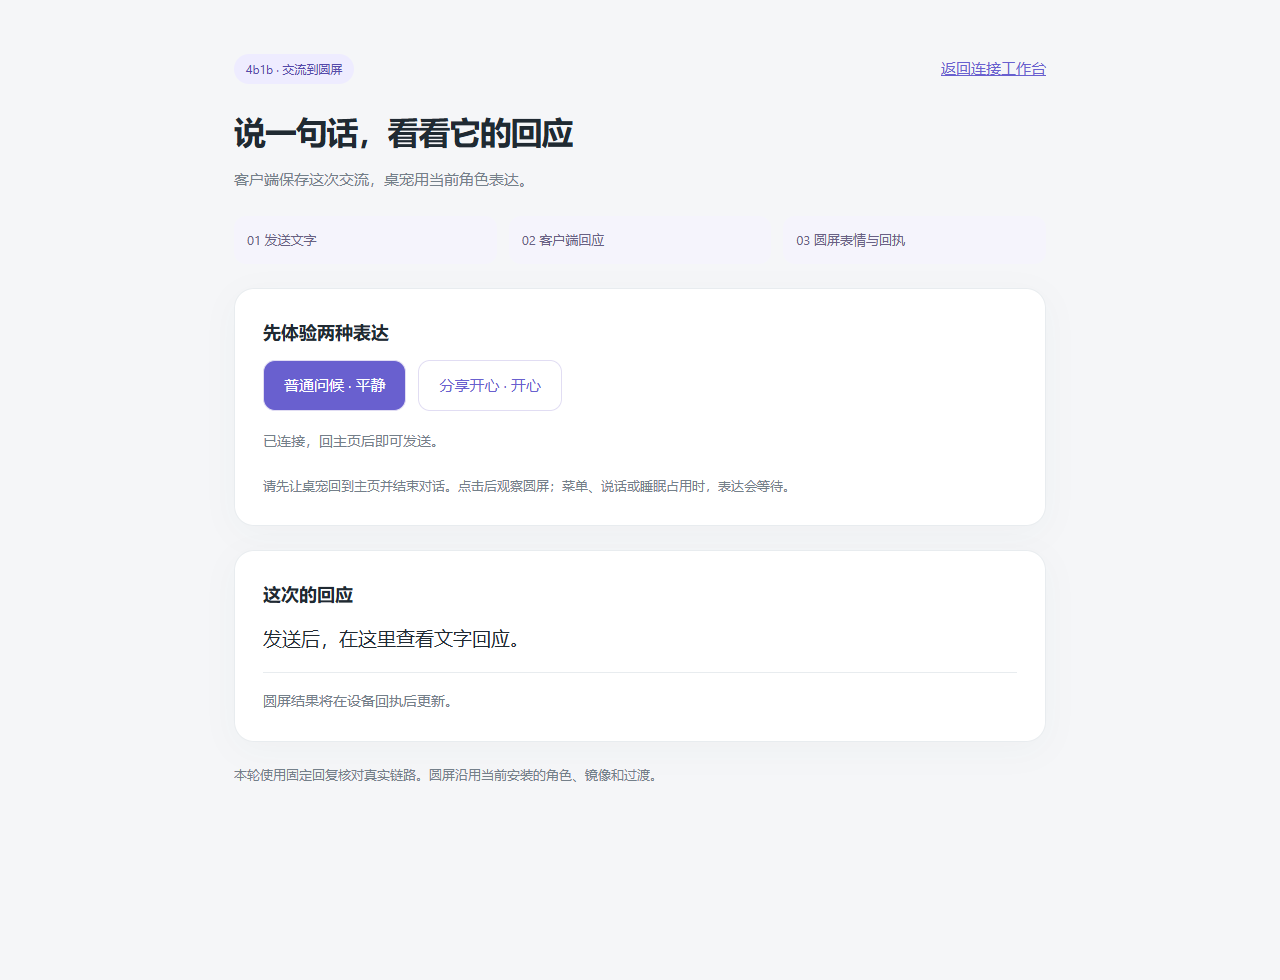 4b1b · 交流到圆屏
返回连接工作台
说一句话，看看它的回应
客户端保存这次交流，桌宠用当前角色表达。
01 发送文字
02 客户端回应
03 圆屏表情与回执
先体验两种表达
普通问候 · 平静
分享开心 · 开心
已连接，回主页后即可发送。
请先让桌宠回到主页并结束对话。点击后观察圆屏；菜单、说话或睡眠占用时，表达会等待。
这次的回应
发送后，在这里查看文字回应。
圆屏结果将在设备回执后更新。
本轮使用固定回复核对真实链路。圆屏沿用当前安装的角色、镜像和过渡。